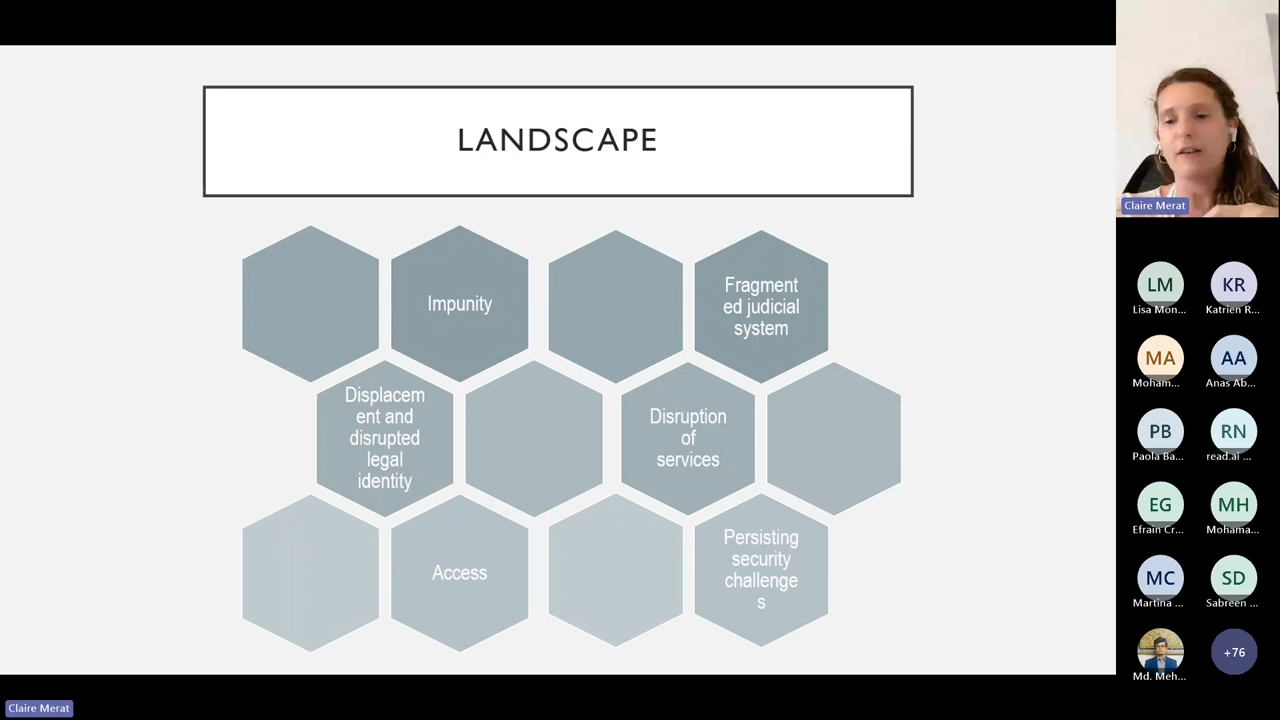 LANDSCAPE
Impunity
Fragment
ed judicial
system
Displacem
ent and
disrupted
legal
identity
Disruption
of
services
Access
Persisting
security
challenge
s
Claire Merat
LM
Lisa Mon...
KR
Katrien R...
MA
Moham...
AA
Anas Ab...
PB
Paola Ba...
RN
read.ai ...
EG
Efrain Cr...
MH
Mohama...
MC
Martina ...
SD
Sabreen ...
Md. Meh...
+76
Claire Merat